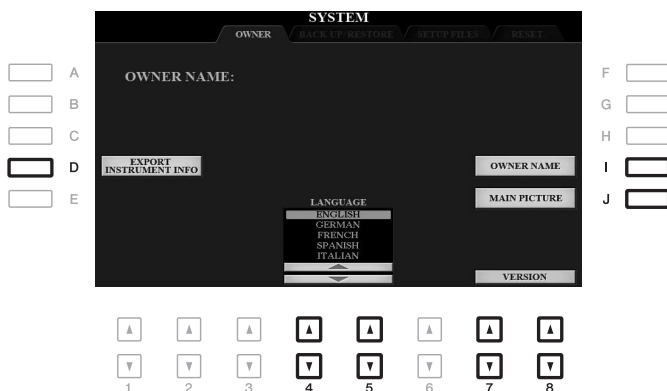 SYSTEM
OWNER BACK UP/RESTORE SETUP FILES RESET
A OWNER NAME: F
B G
C H
D EXPORT INSTRUMENT INFO OWNER NAME I
E MAIN PICTURE J
LANGUAGE
ENGLISH
GERMAN
FRENCH
SPANISH
ITALIAN
VERSION
1 2 3 4 5 6 7 8